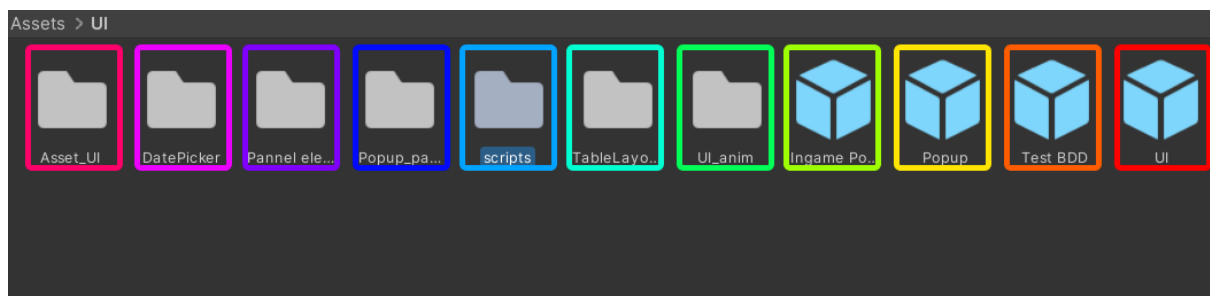 Assets > UI
Asset_UI DatePicker Pannel ele... Popup_pa... scripts TableLayo.. UI_anim Ingame Po.. Popup Test BDD UI